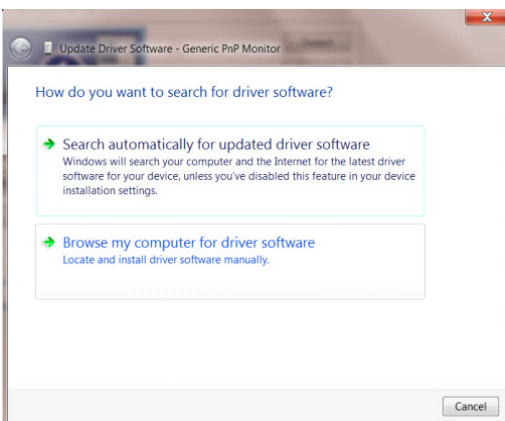 Update Driver Software - Generic PnP Monitor
How do you want to search for driver software?
Search automatically for updated driver software
Windows will search your computer and the Internet for the latest driver
software for your device, unless you've disabled this feature in your device
installation settings.
Browse my computer for driver software
Locate and install driver software manually.
Cancel